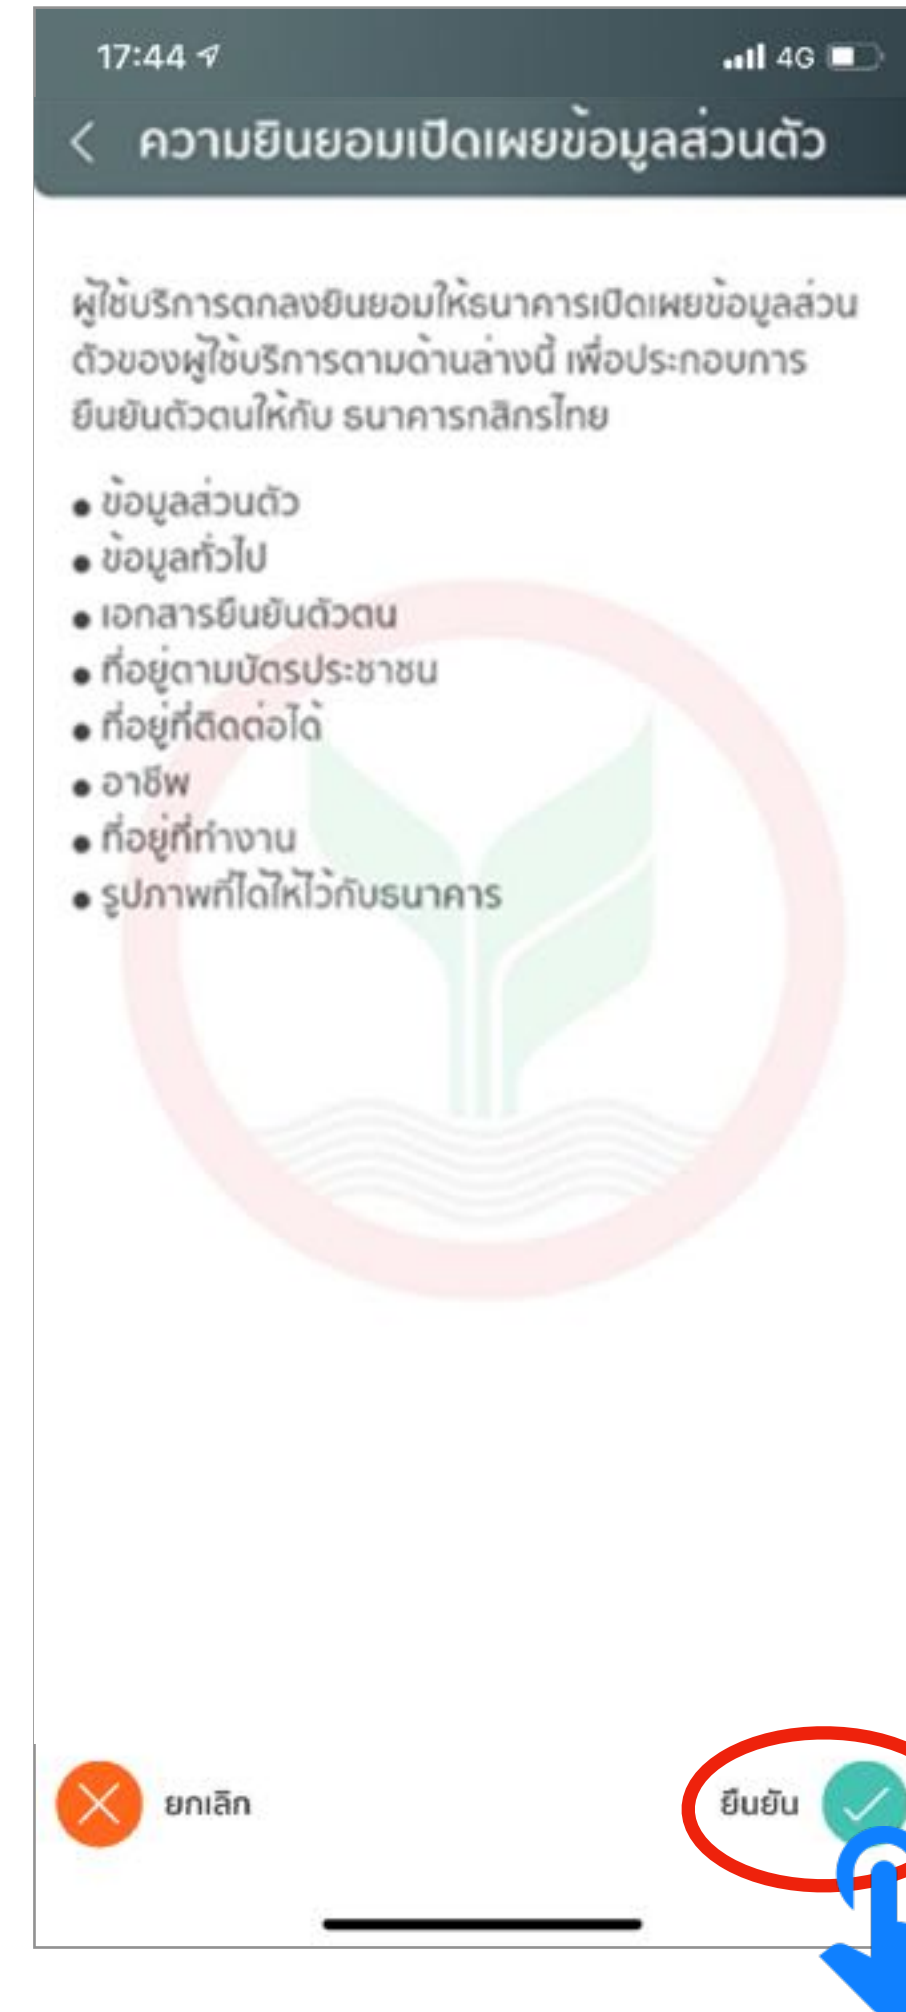 17:44
4G
ความยินยอมเปิดเผยข้อมูลส่วนตัว
ผู้ใช้บริการตกลงยินยอมให้ธนาคารเปิดเผยข้อมูลส่วน
ตัวของผู้ใช้บริการตามด้านล่างนี้ เพื่อประกอบการ
ยืนยันตัวตนให้กับ ธนาคารกสิกรไทย
• ข้อมูลส่วนตัว
• ข้อมูลทั่วไป
• เอกสารยืนยันตัวตน
• ที่อยู่ตามบัตรประชาชน
• ที่อยู่ที่ติดต่อได้
• อาชีพ
• ที่อยู่ที่ทำงาน
• รูปภาพที่ได้ให้ไว้กับธนาคาร
ยกเลิก
ยืนยัน